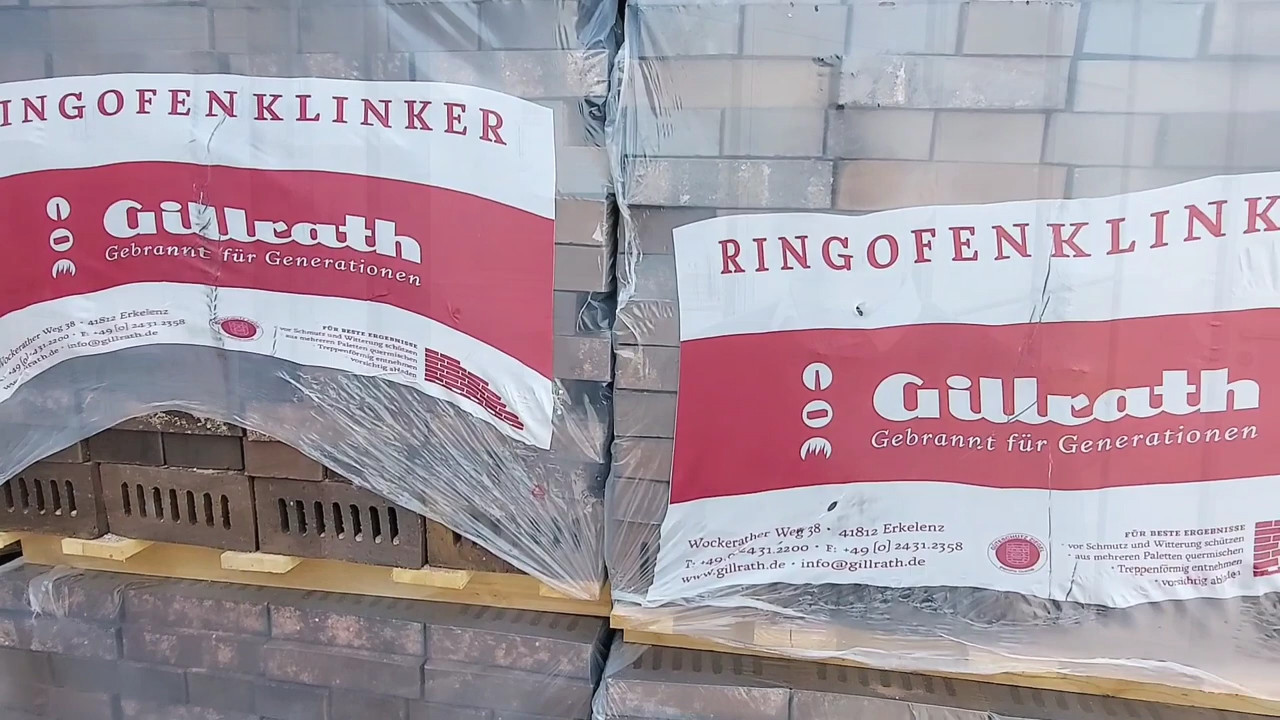 INGOFENKLINKER
Gillrath
Gebrannt für Generationen
Wockerather Weg 38 • 41812 Erkelenz
+49 [0] 2431.2200 • F: +49 [0] 2431.2358
www.gillrath.de • info@gillrath.de
FÜR BESTE ERGEBNISSE
• vor Schmutz und Witterung schützen
• aus mehreren Paletten quermischen
• Treppenförmig entnehmen
• vorsichtig abladen
RINGOFENKLINK
Gillrath
Gebrannt für Generationen
Wockerather Weg 38 • 41812 Erkelenz
T: +49 2431.2200 • F: +49 [0] 2431.2358
www.gillrath.de • info@gillrath.de
FÜR BESTE ERGEBNISSE
• vor Schmutz und Witterung schützen
• aus mehreren Paletten quermischen
• Treppenförmig entnehmen
• vorsichtig abladen